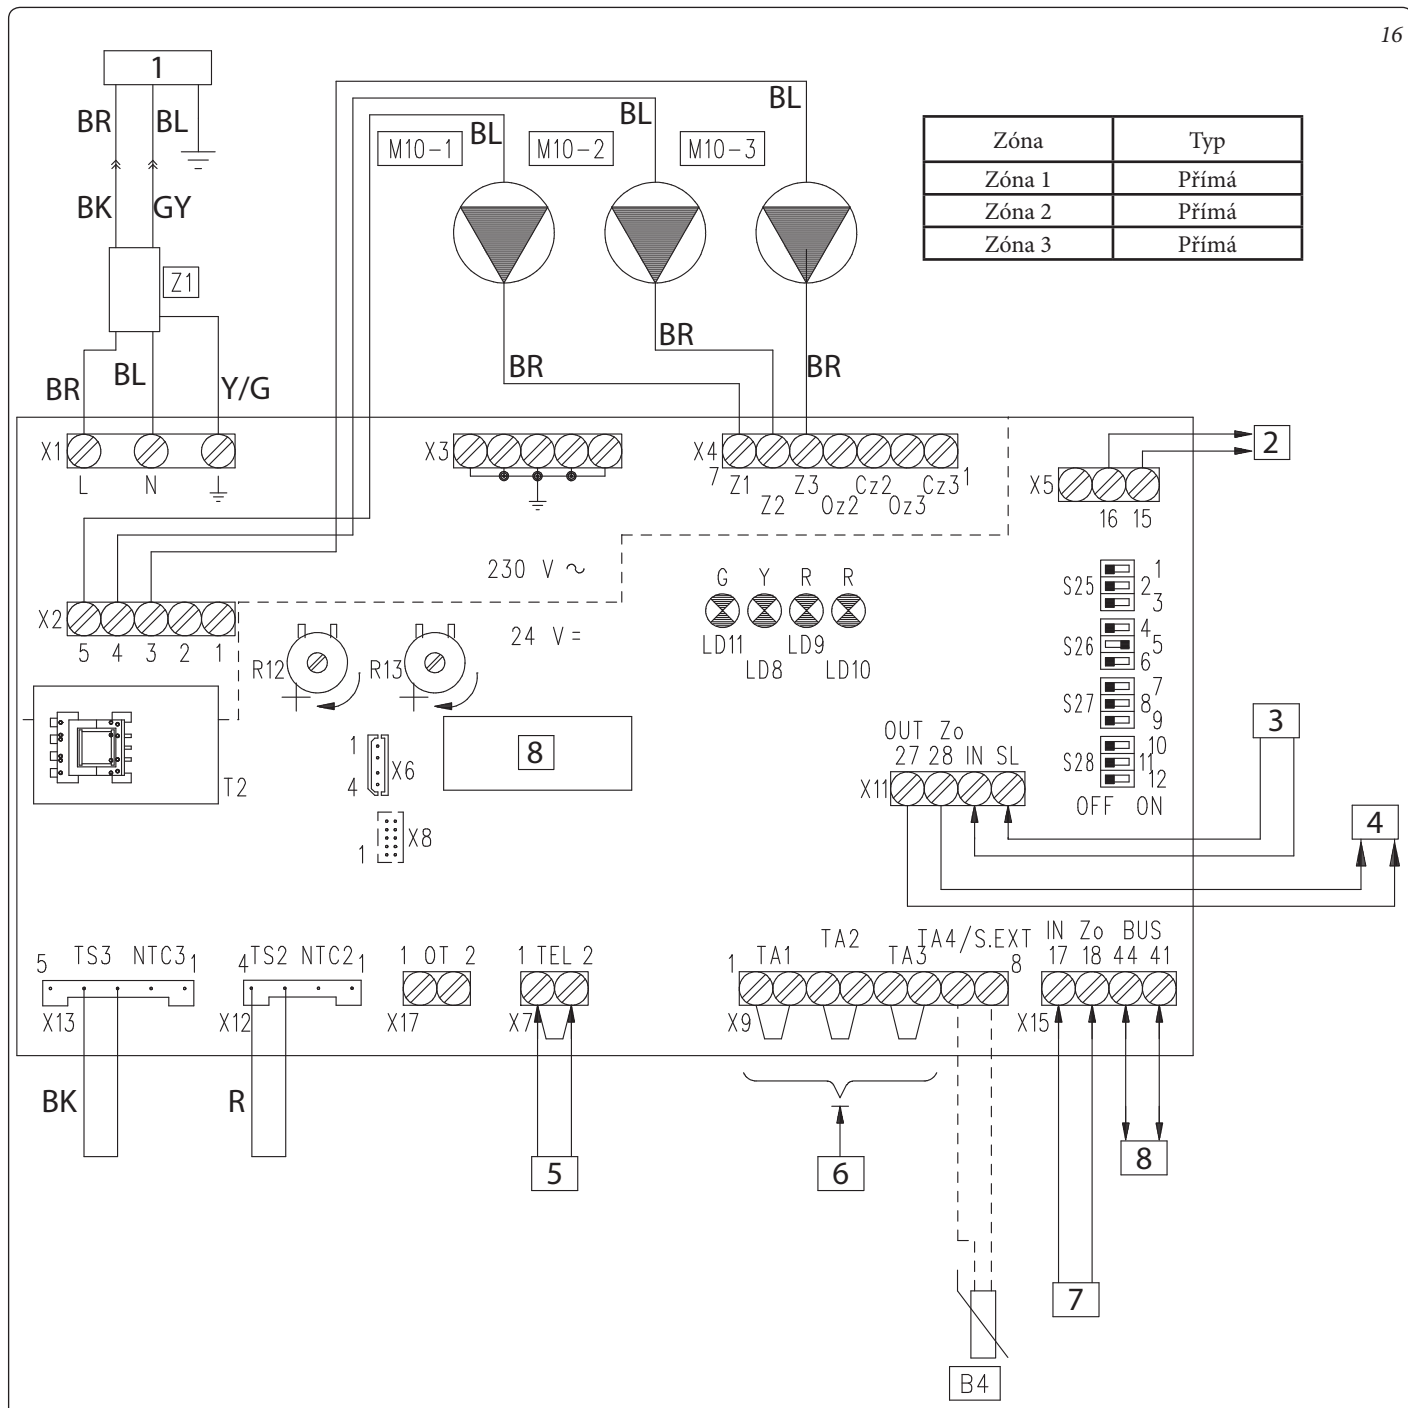 16
1
BR BL
BK GY
Z1
BR BL Y/G
BL BL BL
M10-1 M10-2 M10-3
BR BR BR
Zóna Typ
Zóna 1 Přímá
Zóna 2 Přímá
Zóna 3 Přímá
X1
L N
X3
X4
7 Z1 Z2 Z3 Oz2 Cz2 Oz3 Cz3 1
X5
16 15
2
230 V ~
24 V =
X2
5 4 3 2 1
R12 R13
G Y R R
LD11 LD8 LD9 LD10
S25 1 2 3
S26 4 5 6
S27 7 8 9
S28 10 11 12
OFF ON
T2
1
4 X6
1 X8
8
OUT Zo
27 28 IN SL
X11
3
4
5 TS3 NTC3 1
X13
4 TS2 NTC2 1
X12
1 OT 2
X17
1 TEL 2
X7
1 TA1 TA2 TA3 TA4/S.EXT 8
X9
IN Zo BUS
17 18 44 41
X15
BK R
5
6
7
8
B4